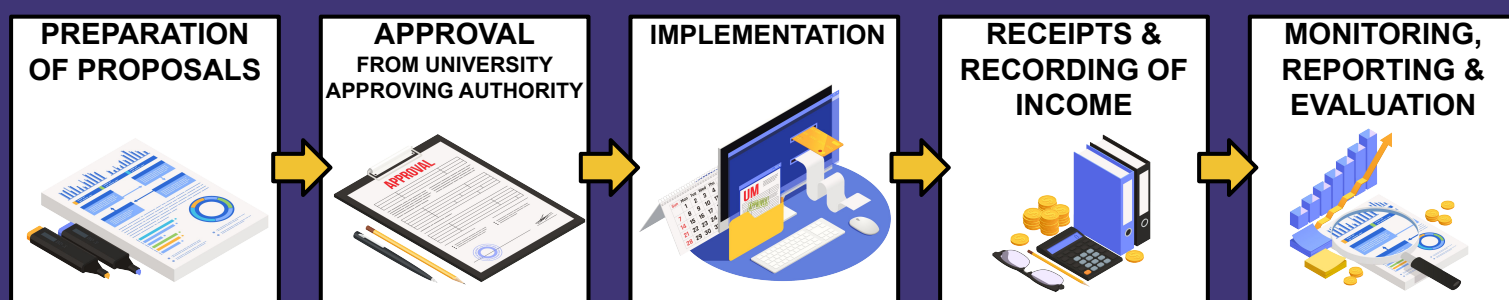 PREPARATION
OF PROPOSALS
APPROVAL
FROM UNIVERSITY
APPROVING AUTHORITY
IMPLEMENTATION
RECEIPTS &
RECORDING OF
INCOME
MONITORING,
REPORTING &
EVALUATION
APPROVAL
UM